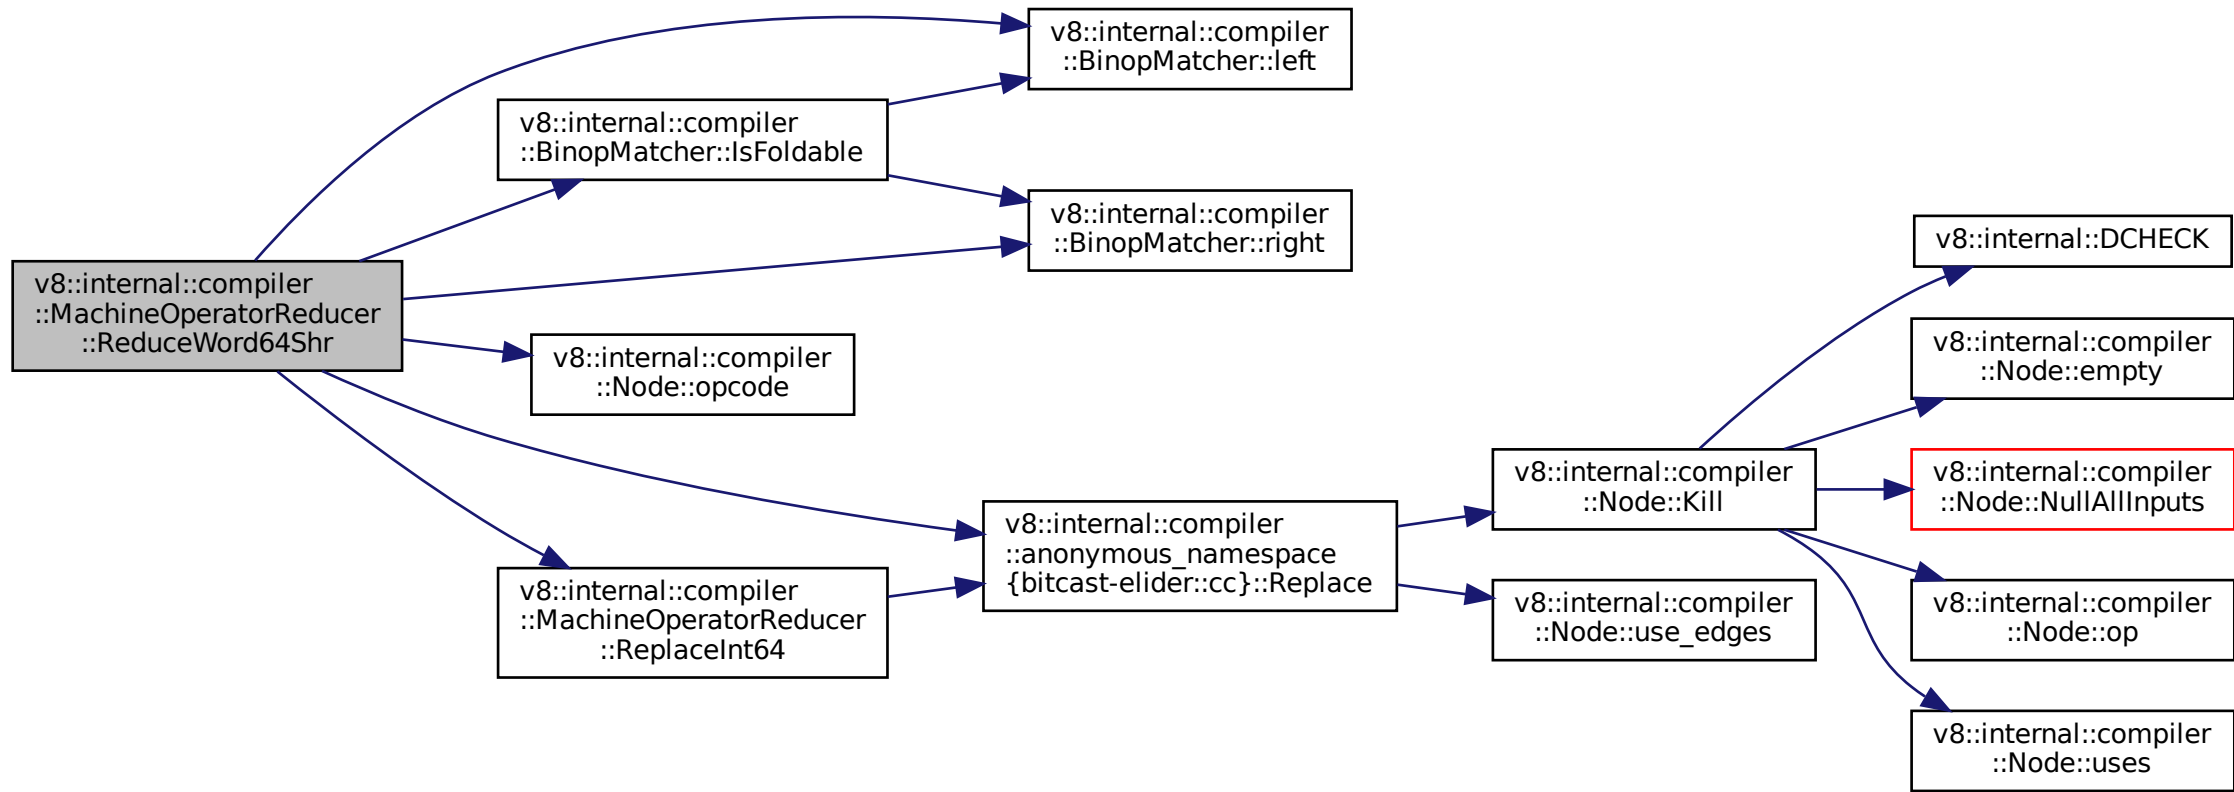 v8::internal::compiler
::MachineOperatorReducer
::ReduceWord64Shr
v8::internal::compiler
::BinopMatcher::left
v8::internal::compiler
::BinopMatcher::IsFoldable
v8::internal::compiler
::BinopMatcher::right
v8::internal::compiler
::Node::opcode
v8::internal::compiler
::anonymous_namespace
{bitcast-elider::cc}::Replace
v8::internal::compiler
::MachineOperatorReducer
::ReplaceInt64
v8::internal::compiler
::Node::Kill
v8::internal::compiler
::Node::use_edges
v8::internal::DCHECK
v8::internal::compiler
::Node::empty
v8::internal::compiler
::Node::NullAllInputs
v8::internal::compiler
::Node::op
v8::internal::compiler
::Node::uses